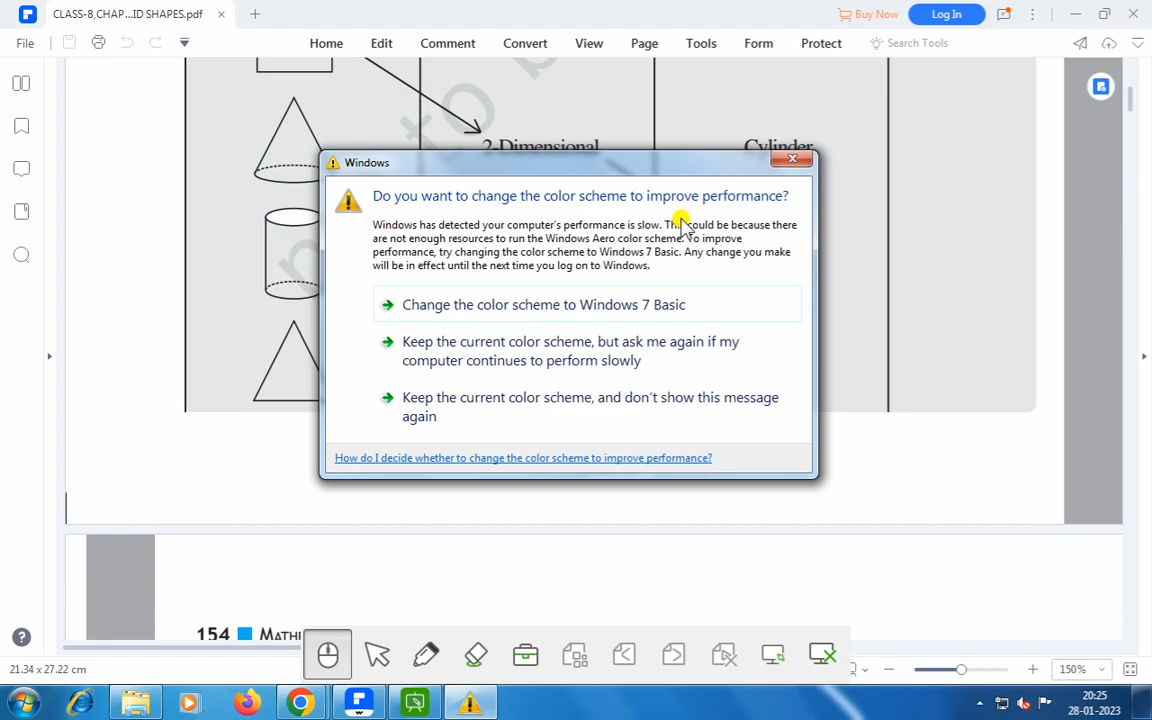 CLASS-8,CHAP ...ID SHAPES.pdf
Buy Now
Log In
File
Home
Edit
Comment
Convert
View
Page
Tools
Form
Protect
Search Tools
to b
2-Dimensional
Cylinder
Windows
Do you want to change the color scheme to improve performance?
Windows has detected your computer's performance is slow. This could be because there
are not enough resources to run the Windows Aero color scheme. To improve
performance, try changing the color scheme to Windows 7 Basic. Any change you make
will be in effect until the next time you log on to Windows.
Change the color scheme to Windows 7 Basic
Keep the current color scheme, but ask me again if my
computer continues to perform slowly
Keep the current color scheme, and don't show this message
again
How do I decide whether to change the color scheme to improve performance?
154 MATH
21.34 x 27.22 cm
150%
20:25
28-01-2023